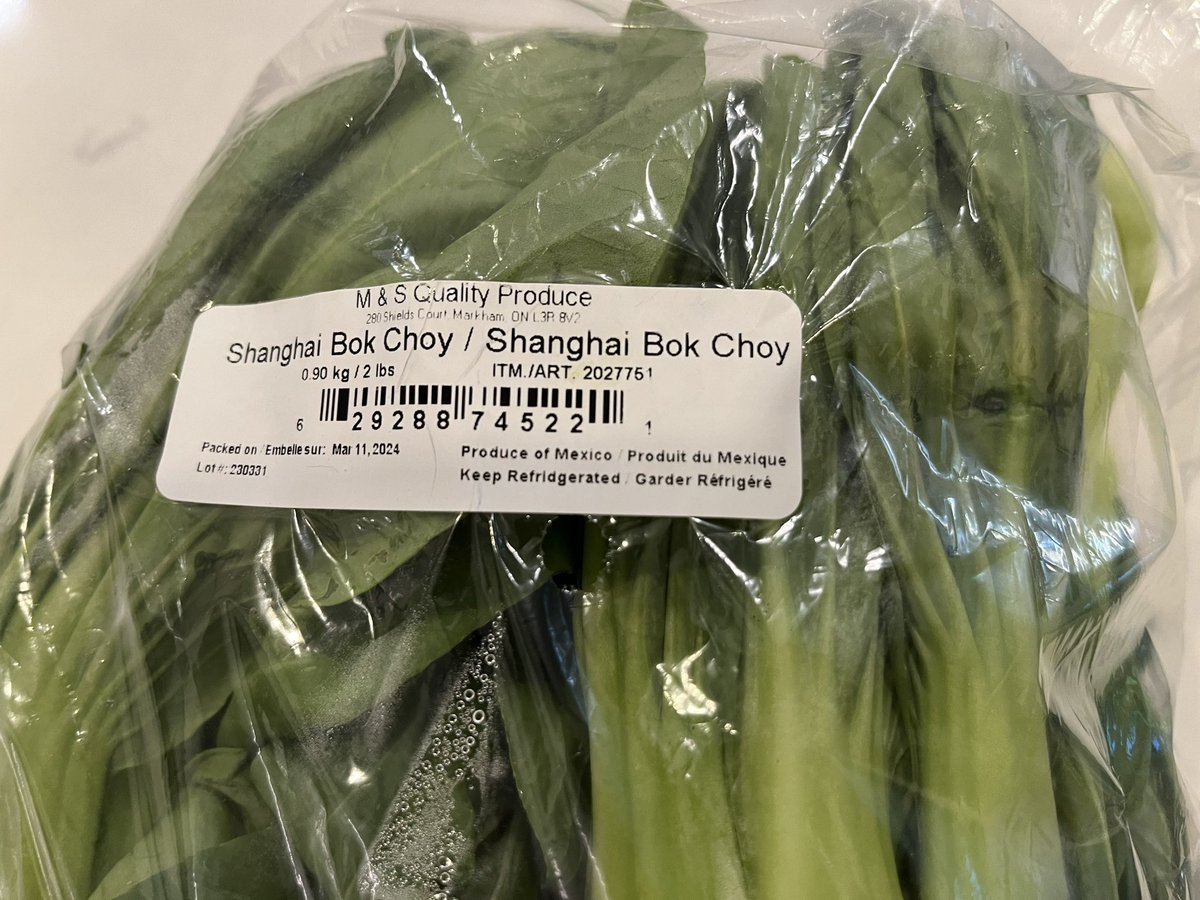 M & S Quality Produce
280 Shields Court, Markham, ON L3R 8V2
Shanghai Bok Choy / Shanghai Bok Choy
0.90 kg / 2 lbs ITM./ART. 2027751
6 29288 74522 1
Packed on / Embelle sur: Mar 11, 2024
Lot #: 230331
Produce of Mexico / Produit du Mexique
Keep Refridgerated / Garder Réfrigéré